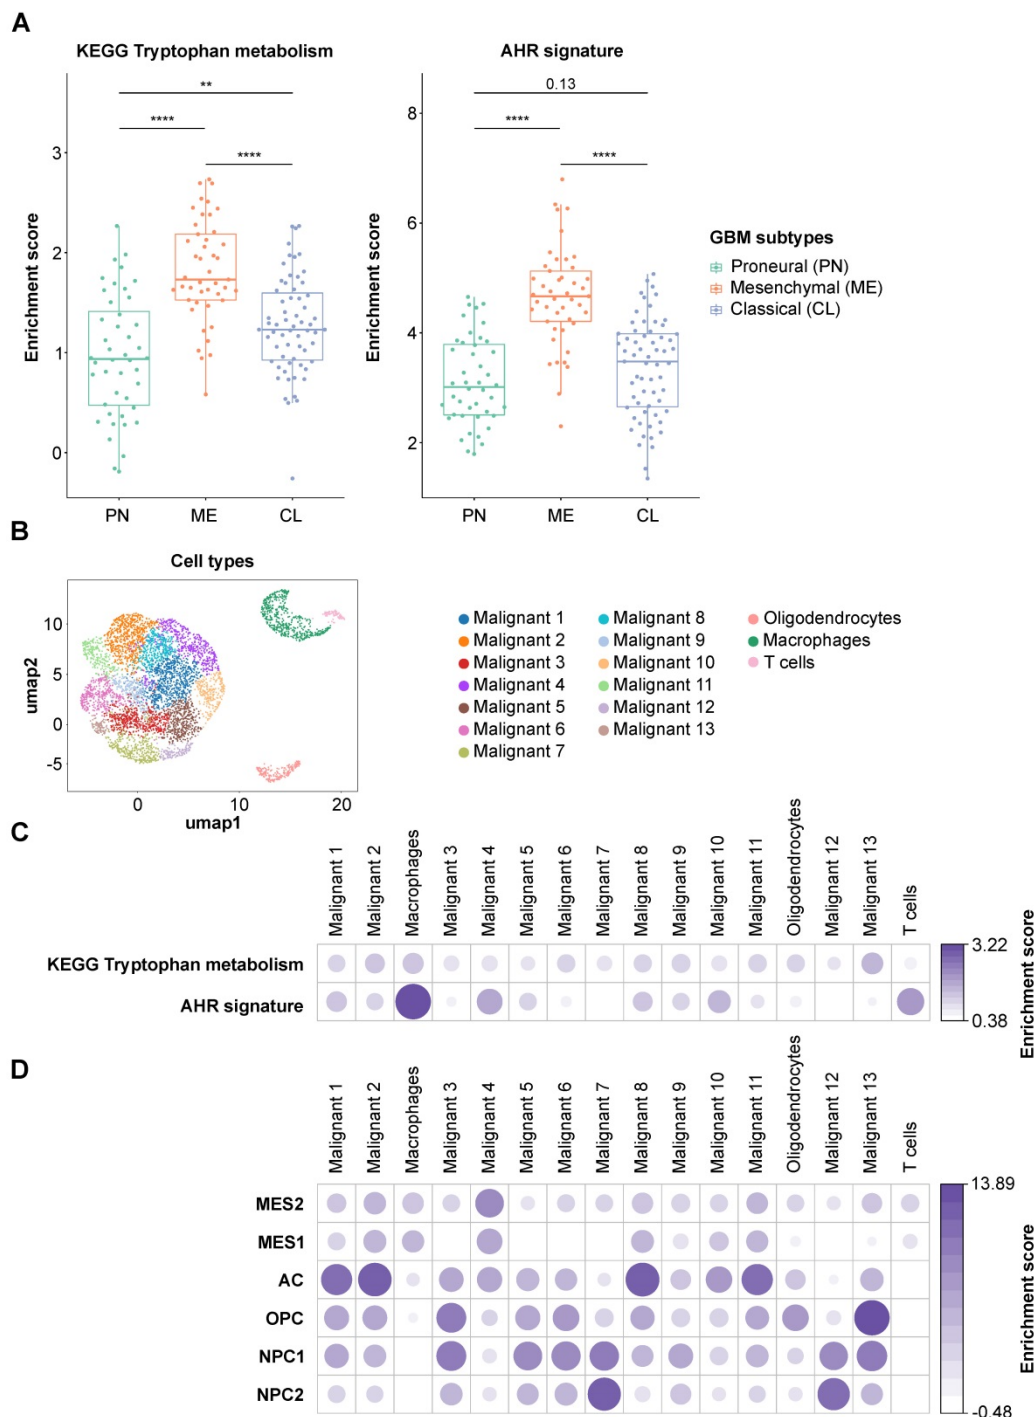 A
KEGG Tryptophan metabolism
AHR signature
**
****
****
0.13
****
****
Enrichment score
3
2
1
0
PN
ME
CL
Enrichment score
8
6
4
2
PN
ME
CL
GBM subtypes
Proneural (PN)
Mesenchymal (ME)
Classical (CL)
B
Cell types
umap2
10
5
0
-5
0
10
20
umap1
Malignant 1
Malignant 2
Malignant 3
Malignant 4
Malignant 5
Malignant 6
Malignant 7
Malignant 8
Malignant 9
Malignant 10
Malignant 11
Malignant 12
Malignant 13
Oligodendrocytes
Macrophages
T cells
C
Malignant 1
Malignant 2
Macrophages
Malignant 3
Malignant 4
Malignant 5
Malignant 6
Malignant 7
Malignant 8
Malignant 9
Malignant 10
Malignant 11
Oligodendrocytes
Malignant 12
Malignant 13
T cells
KEGG Tryptophan metabolism
AHR signature
3.22
0.38
Enrichment score
D
Malignant 1
Malignant 2
Macrophages
Malignant 3
Malignant 4
Malignant 5
Malignant 6
Malignant 7
Malignant 8
Malignant 9
Malignant 10
Malignant 11
Oligodendrocytes
Malignant 12
Malignant 13
T cells
MES2
MES1
AC
OPC
NPC1
NPC2
13.89
-0.48
Enrichment score